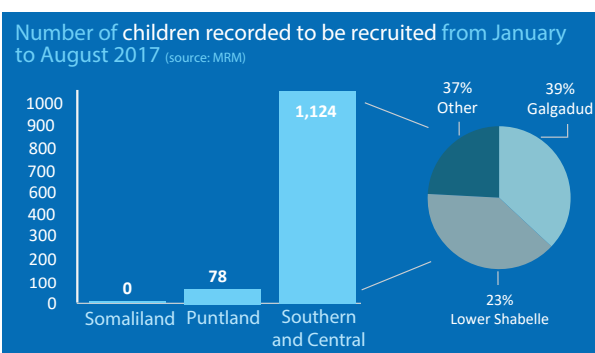 Number of children recorded to be recruited from January
to August 2017 (source: MRM)
1000
900
800
700
600
400
300
200
100
0
0
78
1,124
Somaliland
Puntland
Southern
and Central
37%
Other
39%
Galgadud
23%
Lower Shabelle